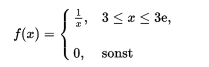 f(x) = { 1/x, 3 ≤ x ≤ 3e,
0, sonst